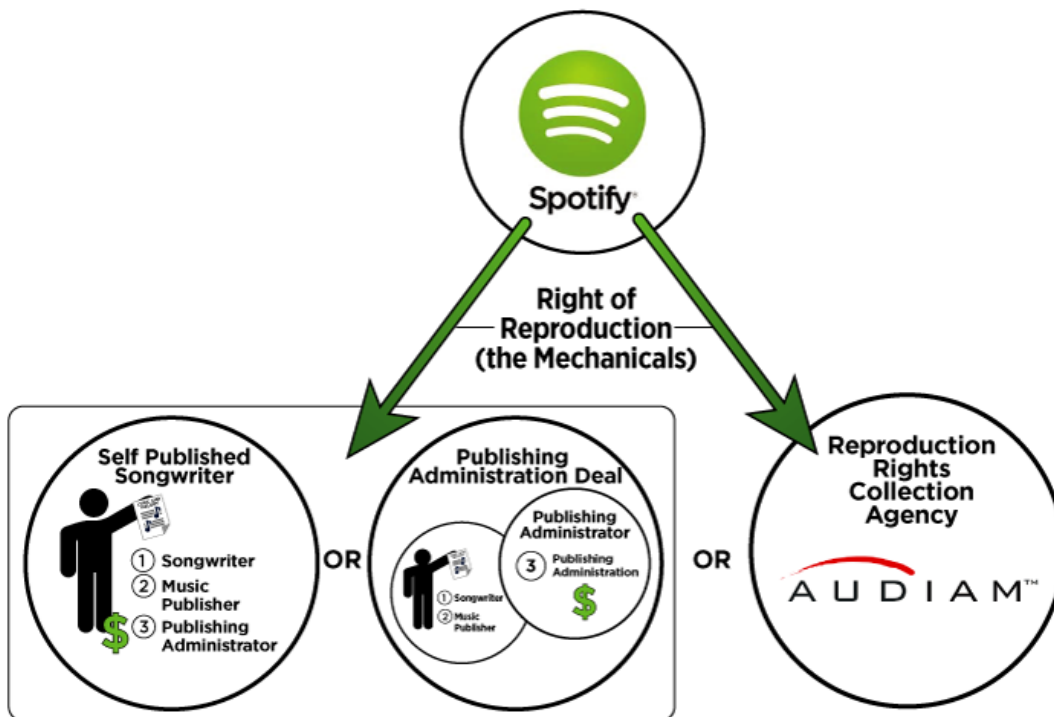 Spotify®
Right of
Reproduction
(the Mechanicals)
Self Published
Songwriter
1 Songwriter
2 Music
Publisher
$
3 Publishing
Administrator
OR
Publishing
Administration Deal
1 Songwriter
2 Music
Publisher
Publishing
Administrator
3 Publishing
Administration
$
OR
Reproduction
Rights
Collection
Agency
AUDIAM™